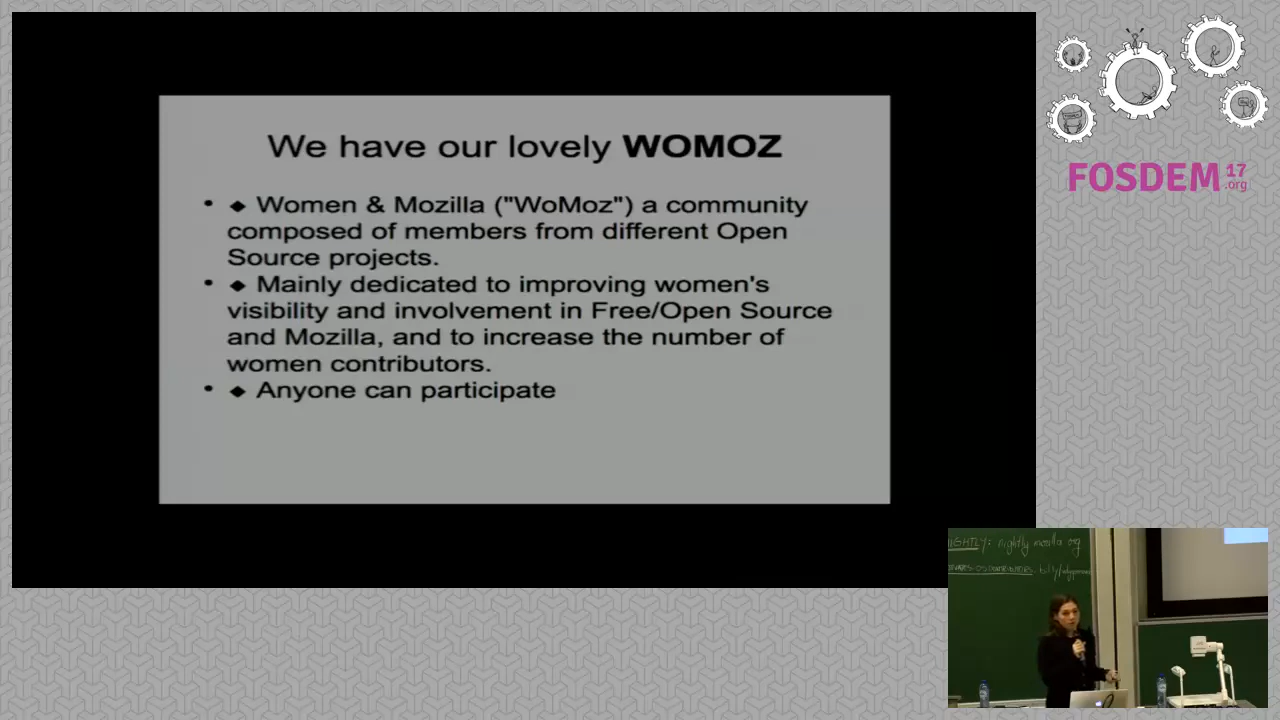 We have our lovely WOMOZ
• ◆ Women & Mozilla ("WoMoz") a community
composed of members from different Open
Source projects.
• ◆ Mainly dedicated to improving women's
visibility and involvement in Free/Open Source
and Mozilla, and to increase the number of
women contributors.
• ◆ Anyone can participate
FOSDEM 17
.org
NIGHTLY: nightly mozilla org